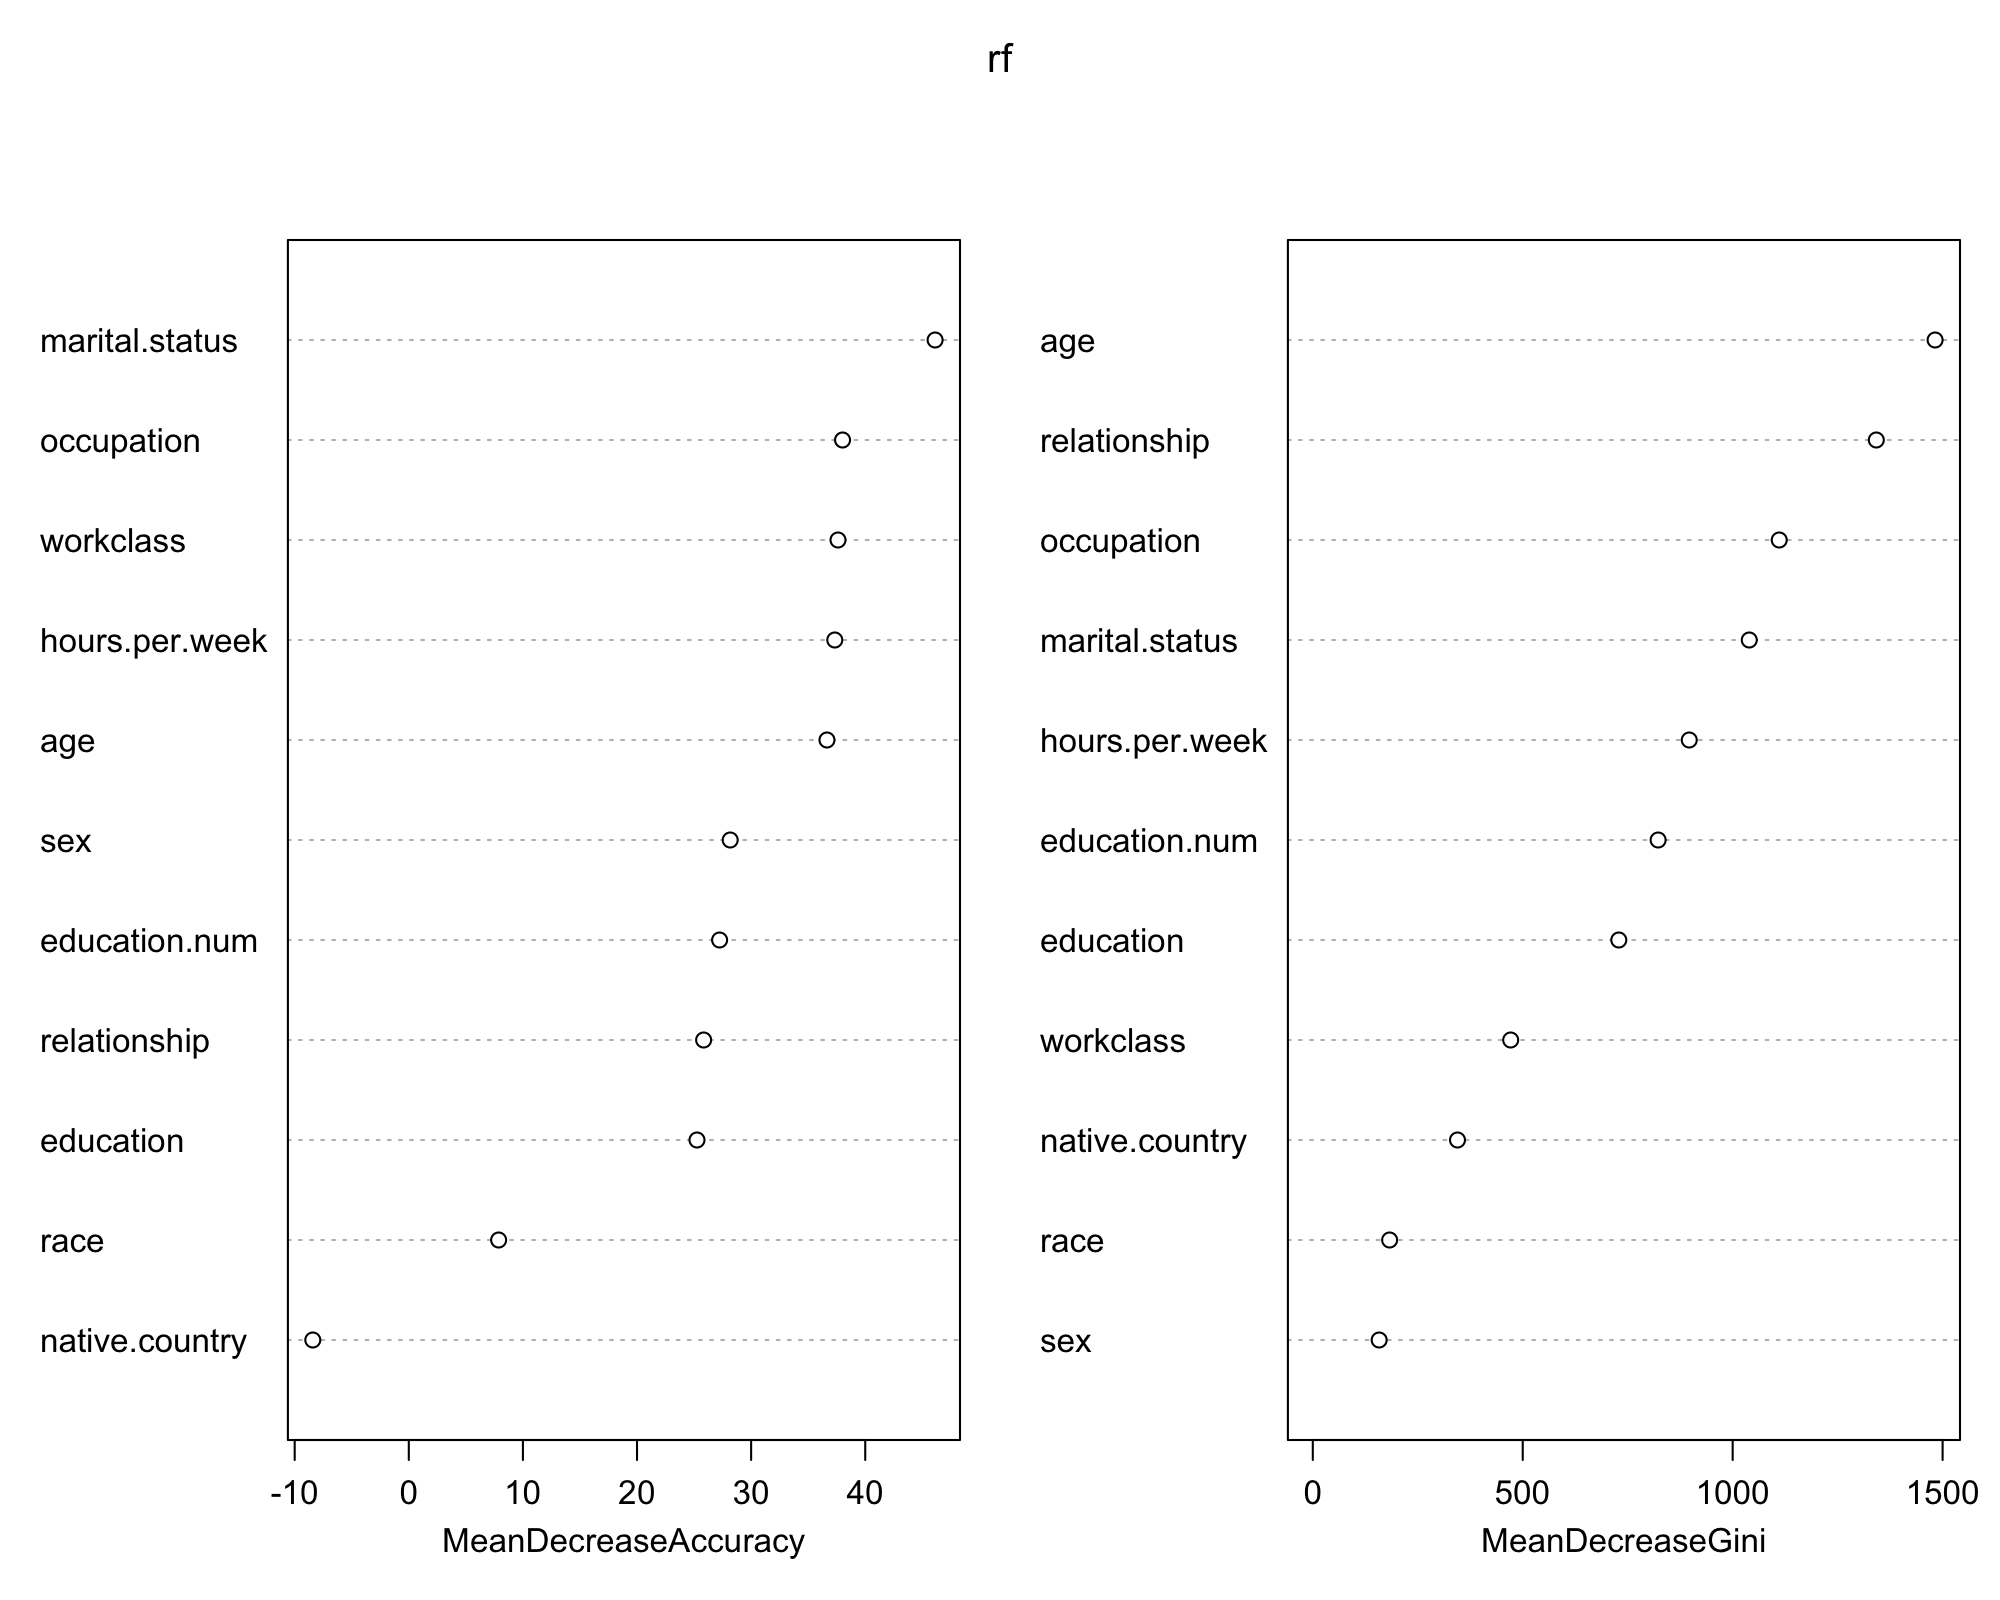 rf
marital.status
occupation
workclass
hours.per.week
age
sex
education.num
relationship
education
race
native.country
-10 0 10 20 30 40
MeanDecreaseAccuracy
age
relationship
occupation
marital.status
hours.per.week
education.num
education
workclass
native.country
race
sex
0 500 1000 1500
MeanDecreaseGini